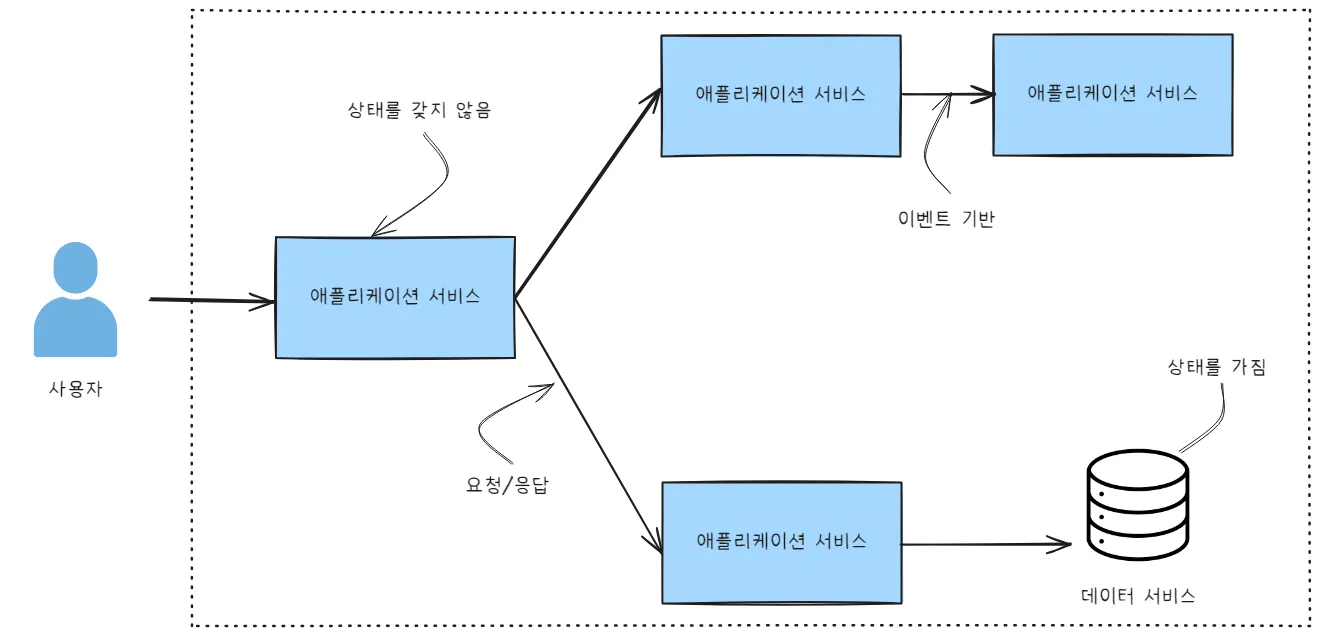 애플리케이션 서비스
애플리케이션 서비스
상태를 갖지 않음
이벤트 기반
애플리케이션 서비스
사용자
상태를 가짐
요청/응답
애플리케이션 서비스
데이터 서비스